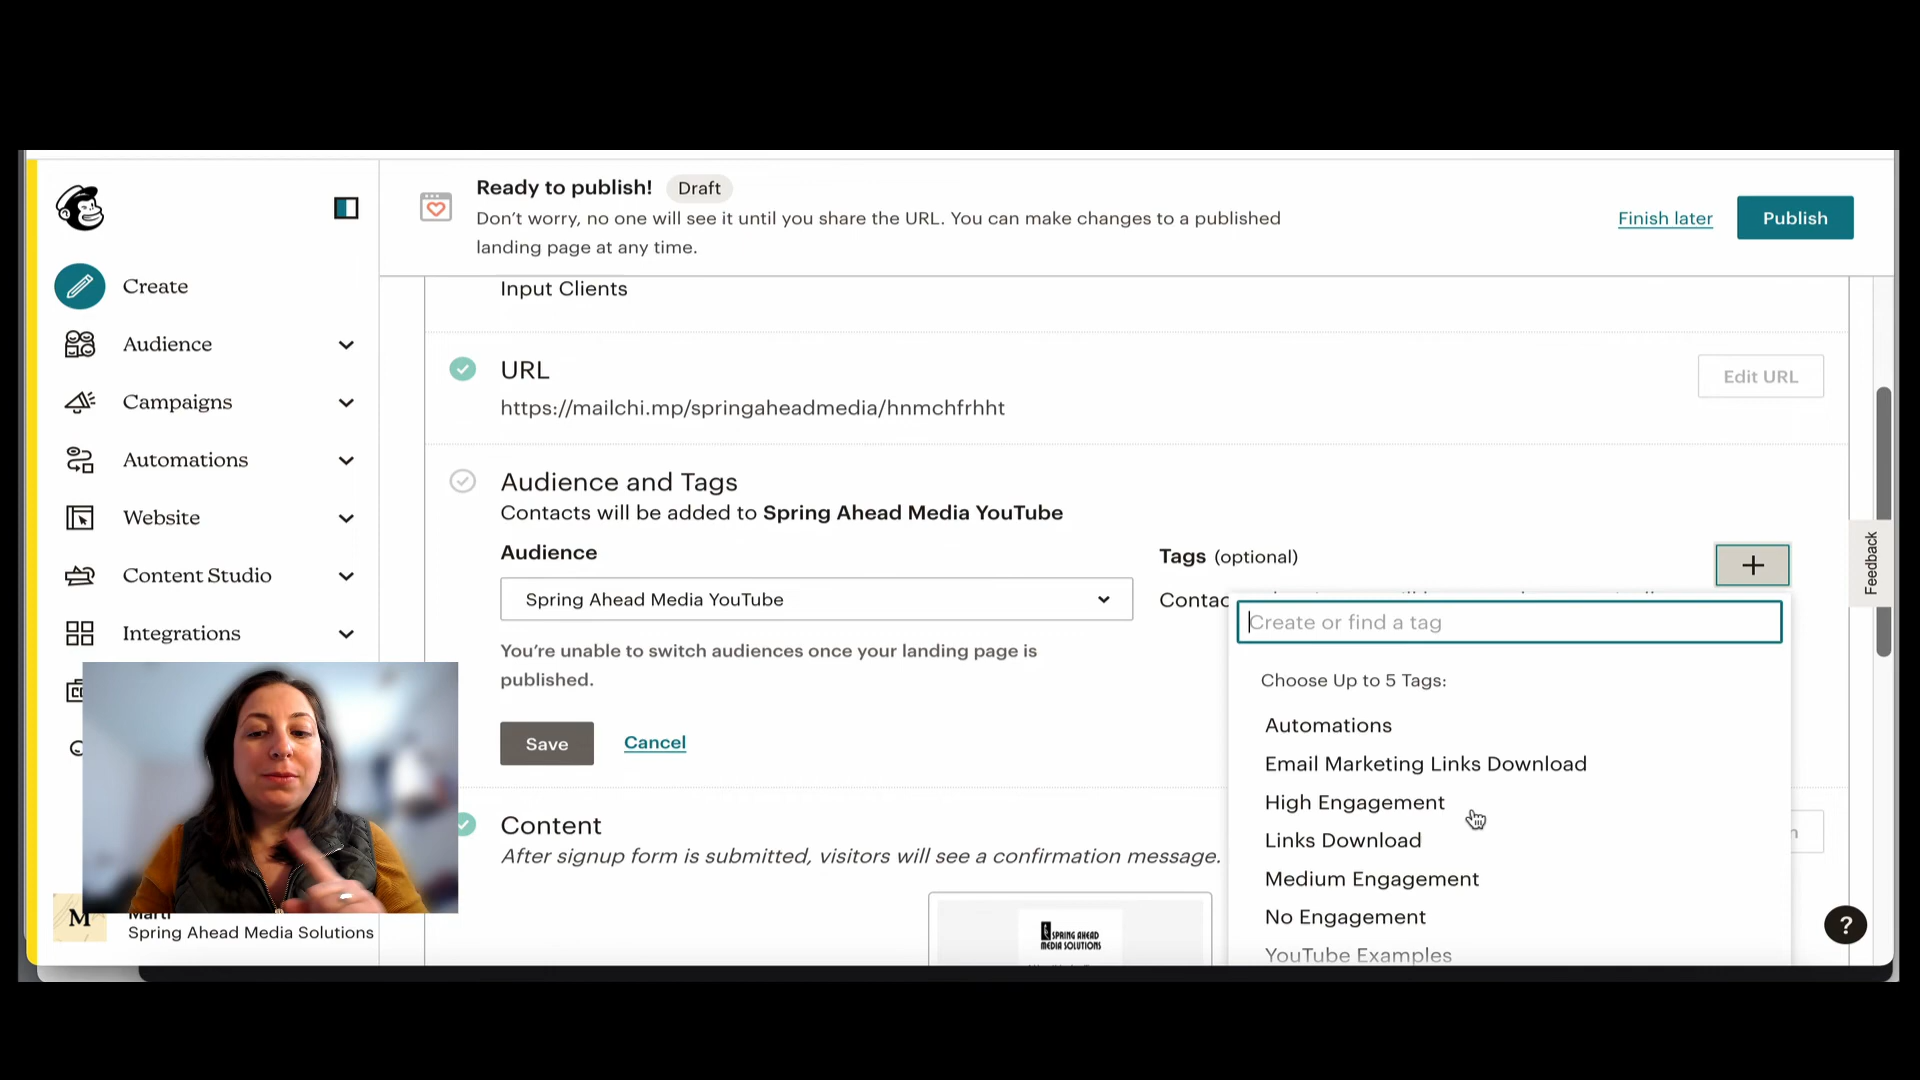 Ready to publish! Draft
Don't worry, no one will see it until you share the URL. You can make changes to a published
landing page at any time.
Finish later
Publish
Create
Audience
Campaigns
Automations
Website
Content Studio
Integrations
M
Spring Ahead Media Solutions
Input Clients
URL
Edit URL
https://mailchi.mp/springaheadmedia/hnmchfrhht
Audience and Tags
Contacts will be added to Spring Ahead Media YouTube
Audience
Spring Ahead Media YouTube
You're unable to switch audiences once your landing page is
published.
Save
Cancel
Tags (optional)
Create or find a tag
Choose Up to 5 Tags:
Automations
Email Marketing Links Download
High Engagement
Links Download
Medium Engagement
No Engagement
YouTube Examples
Content
After signup form is submitted, visitors will see a confirmation message.
SPRING AHEAD
MEDIA SOLUTIONS
Feedback
?